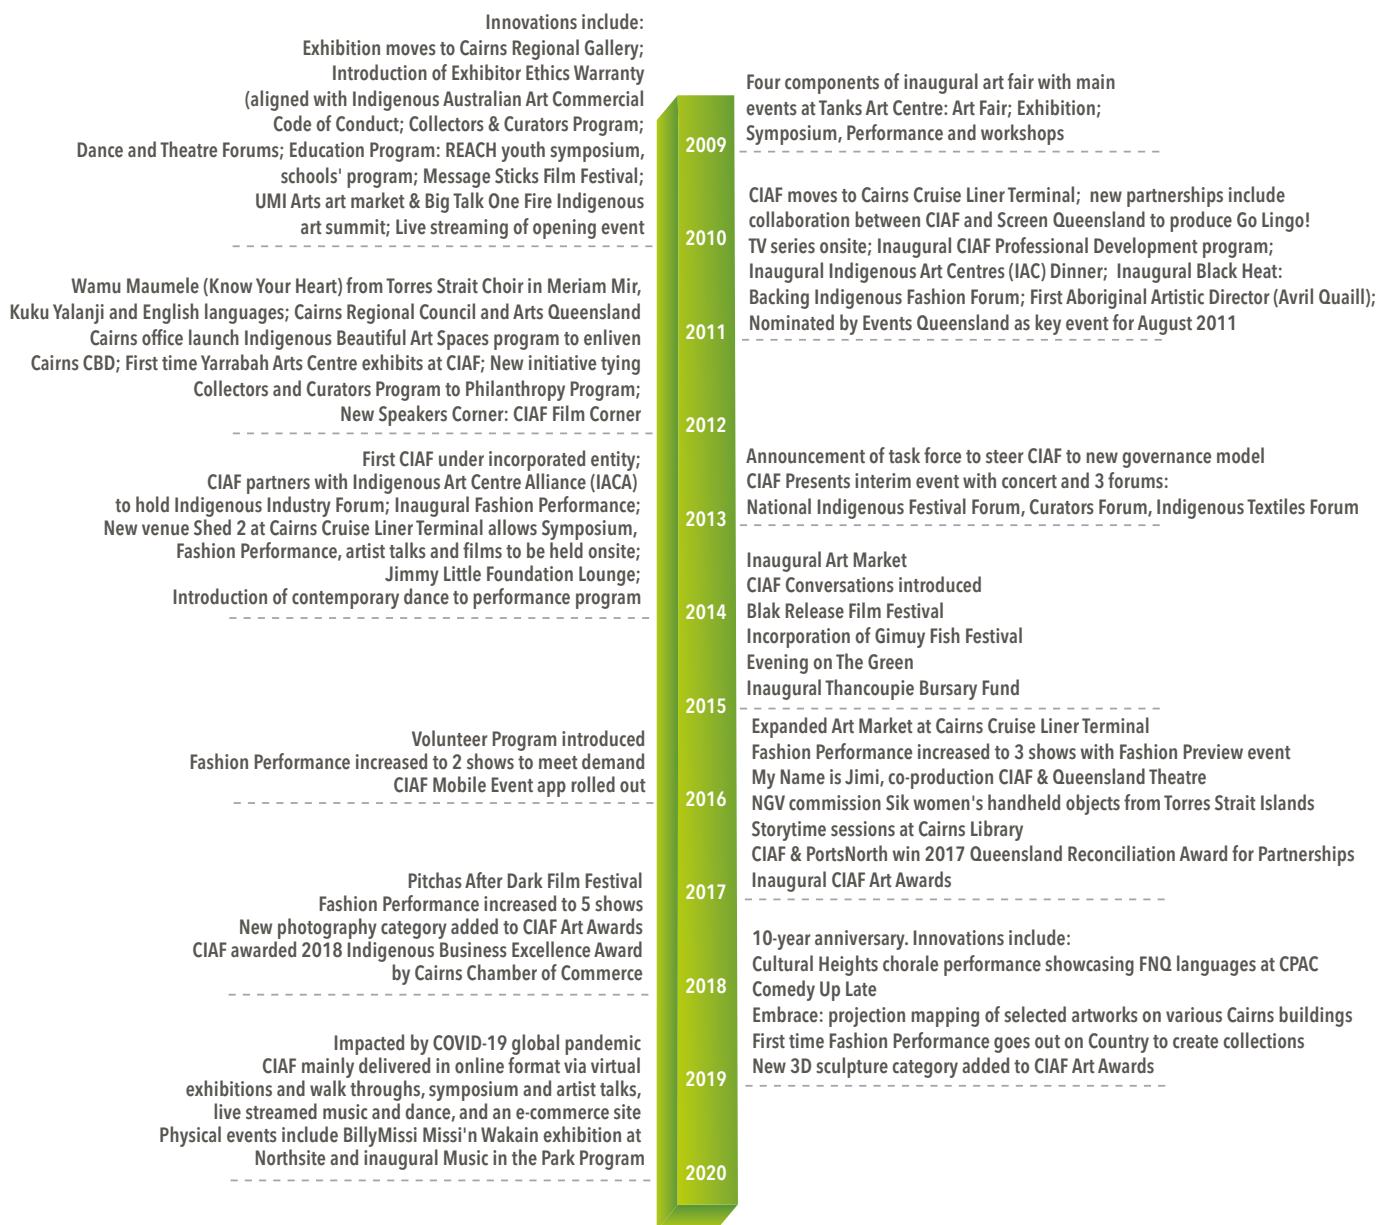 Four components of inaugural art fair with main
events at Tanks Art Centre: Art Fair; Exhibition;
Symposium, Performance and workshops
2009
Innovations include:
Exhibition moves to Cairns Regional Gallery;
Introduction of Exhibitor Ethics Warranty
(aligned with Indigenous Australian Art Commercial
Code of Conduct; Collectors & Curators Program;
Dance and Theatre Forums; Education Program: REACH youth symposium,
schools' program; Message Sticks Film Festival;
UMI Arts art market & Big Talk One Fire Indigenous
art summit; Live streaming of opening event
2010
CIAF moves to Cairns Cruise Liner Terminal; new partnerships include
collaboration between CIAF and Screen Queensland to produce Go Lingo!
TV series onsite; Inaugural CIAF Professional Development program;
Inaugural Indigenous Art Centres (IAC) Dinner; Inaugural Black Heat:
Backing Indigenous Fashion Forum; First Aboriginal Artistic Director (Avril Quaill);
Nominated by Events Queensland as key event for August 2011
2011
Wamu Maumele (Know Your Heart) from Torres Strait Choir in Meriam Mir,
Kuku Yalanji and English languages; Cairns Regional Council and Arts Queensland
Cairns office launch Indigenous Beautiful Art Spaces program to enliven
Cairns CBD; First time Yarrabah Arts Centre exhibits at CIAF; New initiative tying
Collectors and Curators Program to Philanthropy Program;
New Speakers Corner: CIAF Film Corner
2012
Announcement of task force to steer CIAF to new governance model
CIAF Presents interim event with concert and 3 forums:
National Indigenous Festival Forum, Curators Forum, Indigenous Textiles Forum
2013
First CIAF under incorporated entity;
CIAF partners with Indigenous Art Centre Alliance (IACA)
to hold Indigenous Industry Forum; Inaugural Fashion Performance;
New venue Shed 2 at Cairns Cruise Liner Terminal allows Symposium,
Fashion Performance, artist talks and films to be held onsite;
Jimmy Little Foundation Lounge;
Introduction of contemporary dance to performance program
2014
Inaugural Art Market
CIAF Conversations introduced
Blak Release Film Festival
Incorporation of Gimuy Fish Festival
Evening on The Green
Inaugural Thancoupie Bursary Fund
2015
Volunteer Program introduced
Fashion Performance increased to 2 shows to meet demand
CIAF Mobile Event app rolled out
2016
Expanded Art Market at Cairns Cruise Liner Terminal
Fashion Performance increased to 3 shows with Fashion Preview event
My Name is Jimi, co-production CIAF & Queensland Theatre
NGV commission Sik women's handheld objects from Torres Strait Islands
Storytime sessions at Cairns Library
CIAF & PortsNorth win 2017 Queensland Reconciliation Award for Partnerships
Inaugural CIAF Art Awards
2017
Pitchas After Dark Film Festival
Fashion Performance increased to 5 shows
New photography category added to CIAF Art Awards
CIAF awarded 2018 Indigenous Business Excellence Award
by Cairns Chamber of Commerce
2018
10-year anniversary. Innovations include:
Cultural Heights chorale performance showcasing FNQ languages at CPAC
Comedy Up Late
Embrace: projection mapping of selected artworks on various Cairns buildings
First time Fashion Performance goes out on Country to create collections
New 3D sculpture category added to CIAF Art Awards
2019
Impacted by COVID-19 global pandemic
CIAF mainly delivered in online format via virtual
exhibitions and walk throughs, symposium and artist talks,
live streamed music and dance, and an e-commerce site
Physical events include BillyMissi Missi'n Wakain exhibition at
Northsite and inaugural Music in the Park Program
2020